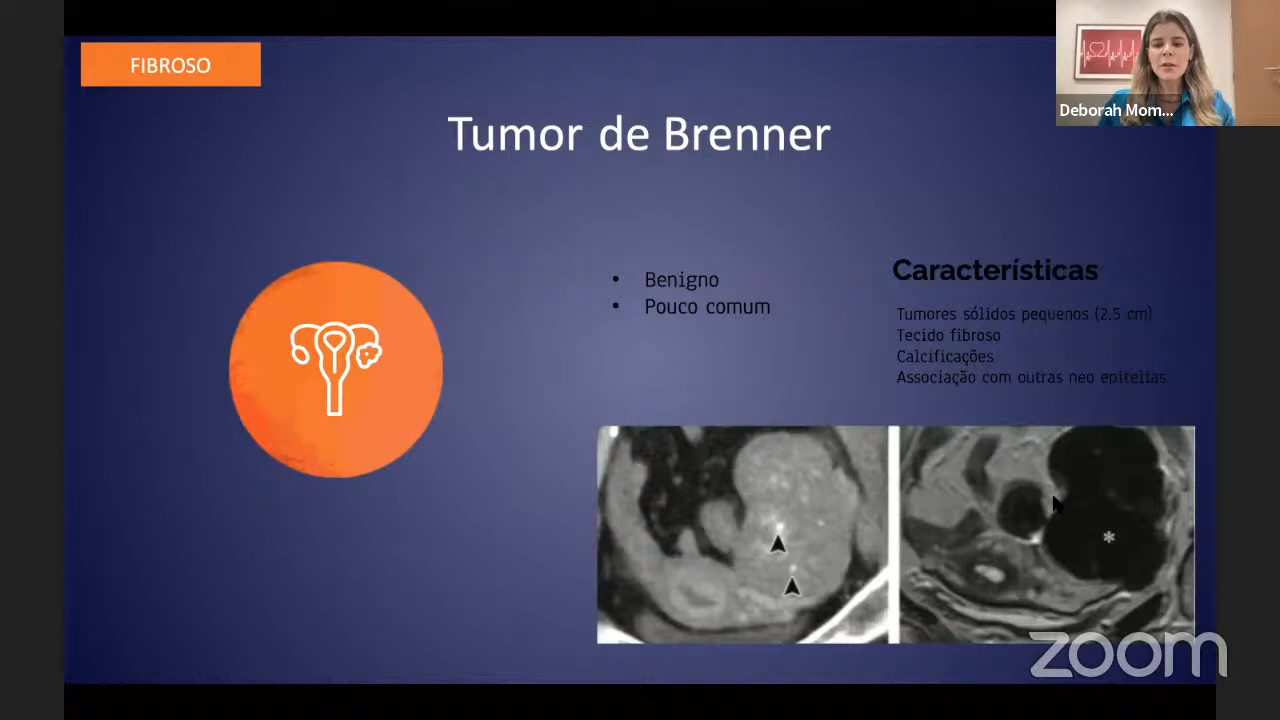 FIBROSO
Deborah Mom...
Tumor de Brenner
• Benigno
• Pouco comum
Características
Tumores sólidos pequenos (2.5 cm)
Tecido fibroso
Calcificações
Associação com outras neo epitelias
*
zoom